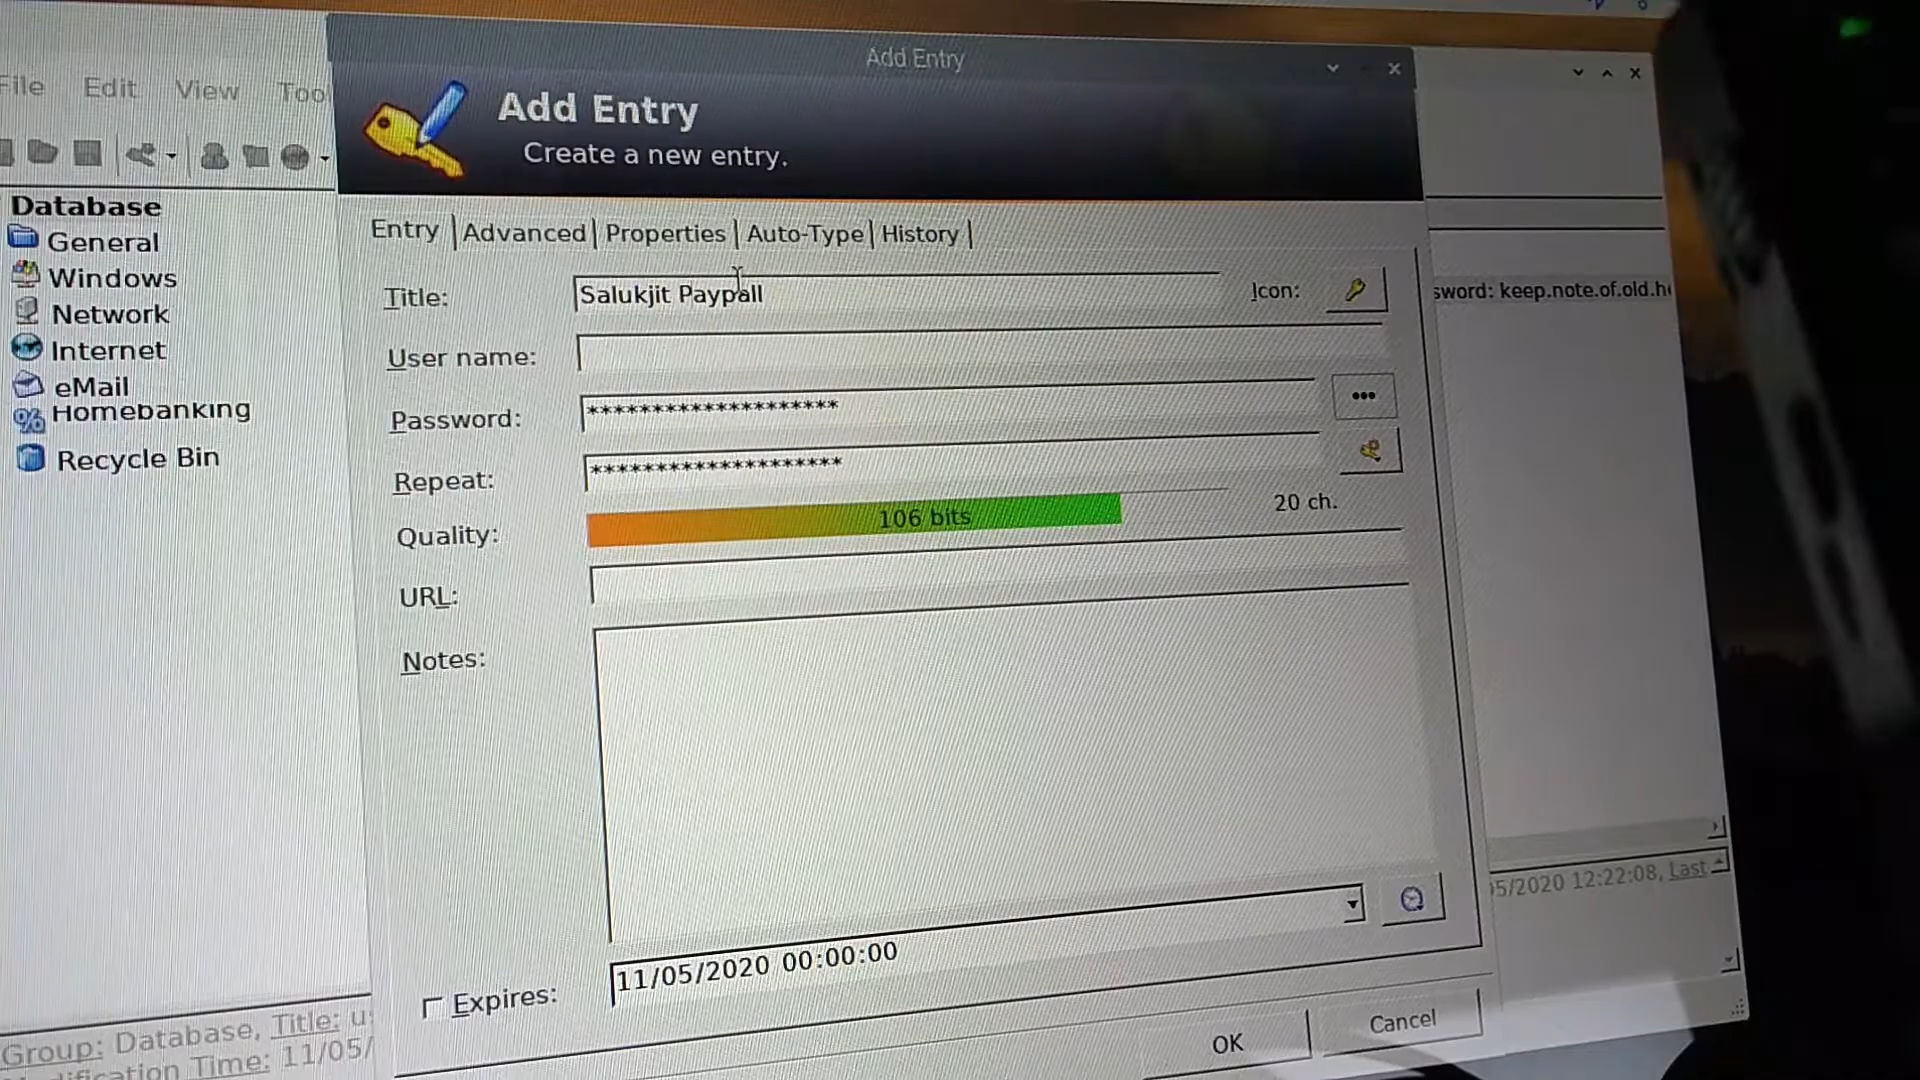 Add Entry
File Edit View Too
Add Entry
Create a new entry.
Database
General
Windows
Network
Internet
eMail
Homebanking
Recycle Bin
Entry Advanced Properties Auto-Type History
Title: Salukjit Paypall Icon:
User name:
Password: ********************
Repeat: ********************
Quality: 106 bits 20 ch.
URL:
Notes:
Expires: 11/05/2020 00:00:00
OK Cancel
sword: keep.note.of.old.h
05/2020 12:22:08, Last
Group: Database, Title: u
dification Time: 11/05/